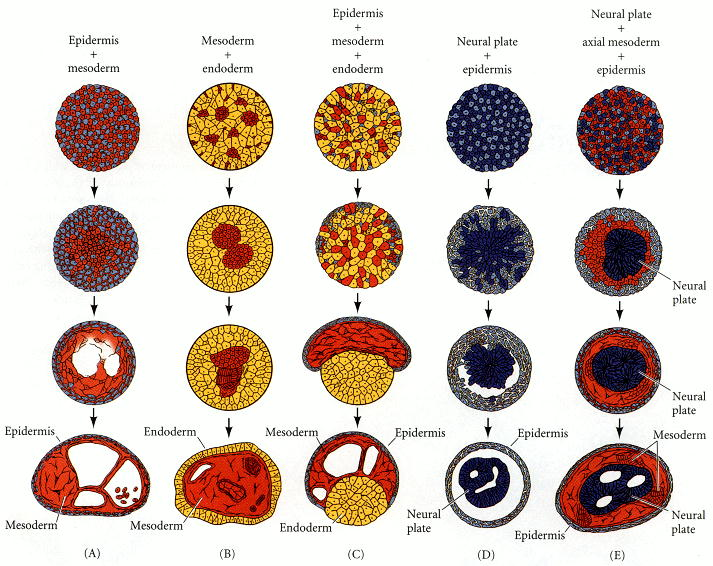 Epidermis
+
mesoderm
Mesoderm
+
endoderm
Epidermis
+
mesoderm
+
endoderm
Neural plate
+
epidermis
Neural plate
+
axial mesoderm
+
epidermis
Neural
plate
Neural
plate
Epidermis
Mesoderm
Endoderm
Mesoderm
Mesoderm
Epidermis
Endoderm
Epidermis
Neural
plate
Mesoderm
Neural
plate
Epidermis
(A)
(B)
(C)
(D)
(E)